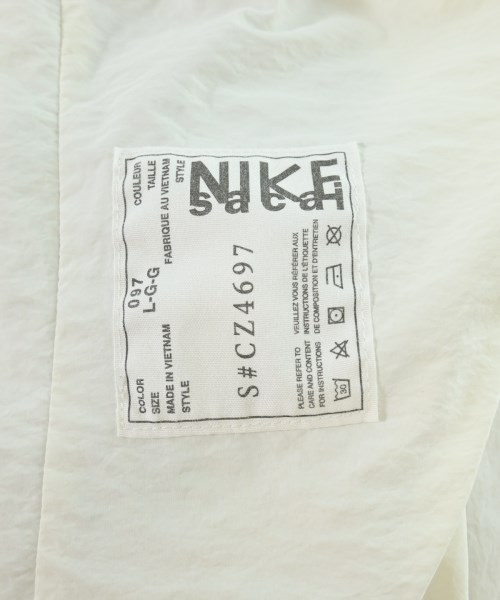 NIKE
sacai
COLOR 097 COULEUR
SIZE L-G-G TAILLE
MADE IN VIETNAM FABRIQUE AU VIETNAM
STYLE STYLE
S#CZ4697
PLEASE REFER TO
CARE AND CONTENT
FOR INSTRUCTIONS
VEUILLEZ VOUS RÉFÉRER AUX
INSTRUCTIONS DE L'ÉTIQUETTE
DE COMPOSITION ET D'ENTRETIEN
30